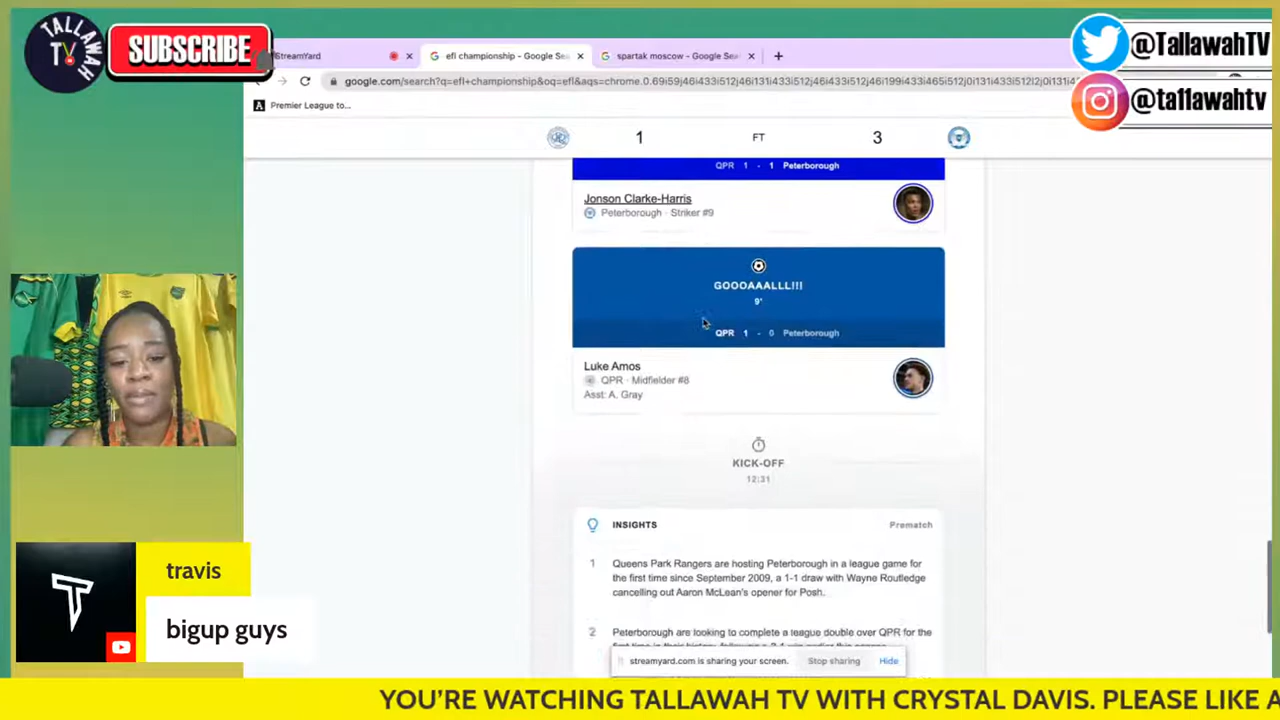 TALLAWAH
TV
SUBSCRIBE
@TallawahTV
@ta11awahtv
StreamYard
efl championship - Google Sea
spartak moscow - Google Sear
google.com/search?q=efl+championship&oq=efl&aqs=chrome.0.69i59j46i433i512j46i131i433i512j46i199i433i465i512j0i131i433i512l2j0i131i43
Premier League to...
1 FT 3
QPR 1 - 1 Peterborough
Jonson Clarke-Harris
Peterborough · Striker #9
GOOOAAALLL!!!
9'
QPR 1 - 0 Peterborough
Luke Amos
QPR · Midfielder #8
Asst: A. Gray
KICK-OFF
12:31
INSIGHTS Prematch
1 Queens Park Rangers are hosting Peterborough in a league game for
the first time since September 2009, a 1-1 draw with Wayne Routledge
cancelling out Aaron McLean's opener for Posh.
2 Peterborough are looking to complete a league double over QPR for the
streamyard.com is sharing your screen. Stop sharing Hide
travis
bigup guys
YOU'RE WATCHING TALLAWAH TV WITH CRYSTAL DAVIS. PLEASE LIKE A